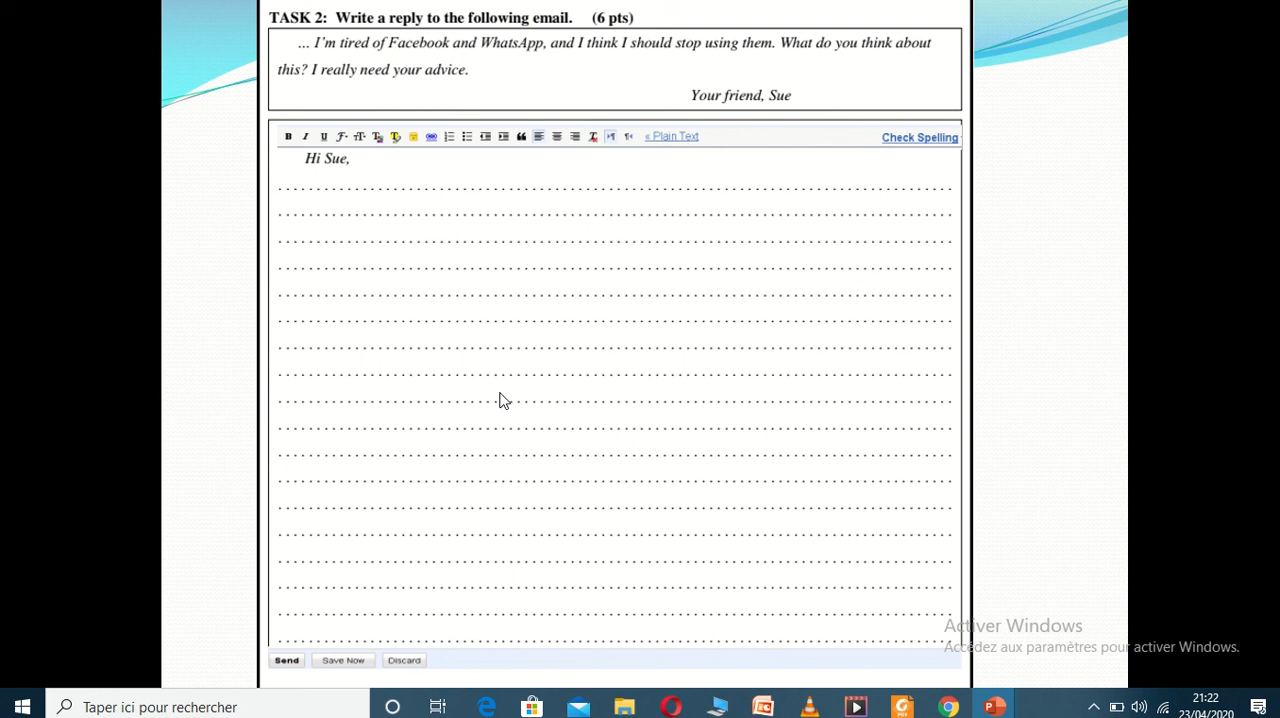 TASK 2: Write a reply to the following email. (6 pts)
... I'm tired of Facebook and WhatsApp, and I think I should stop using them. What do you think about
this? I really need your advice.
Your friend, Sue
« Plain Text
Check Spelling
Hi Sue,
Send
Save Now
Discard
Activer Windows
Accédez aux paramètres pour activer Windows.
Taper ici pour rechercher
21:22
23/04/2020